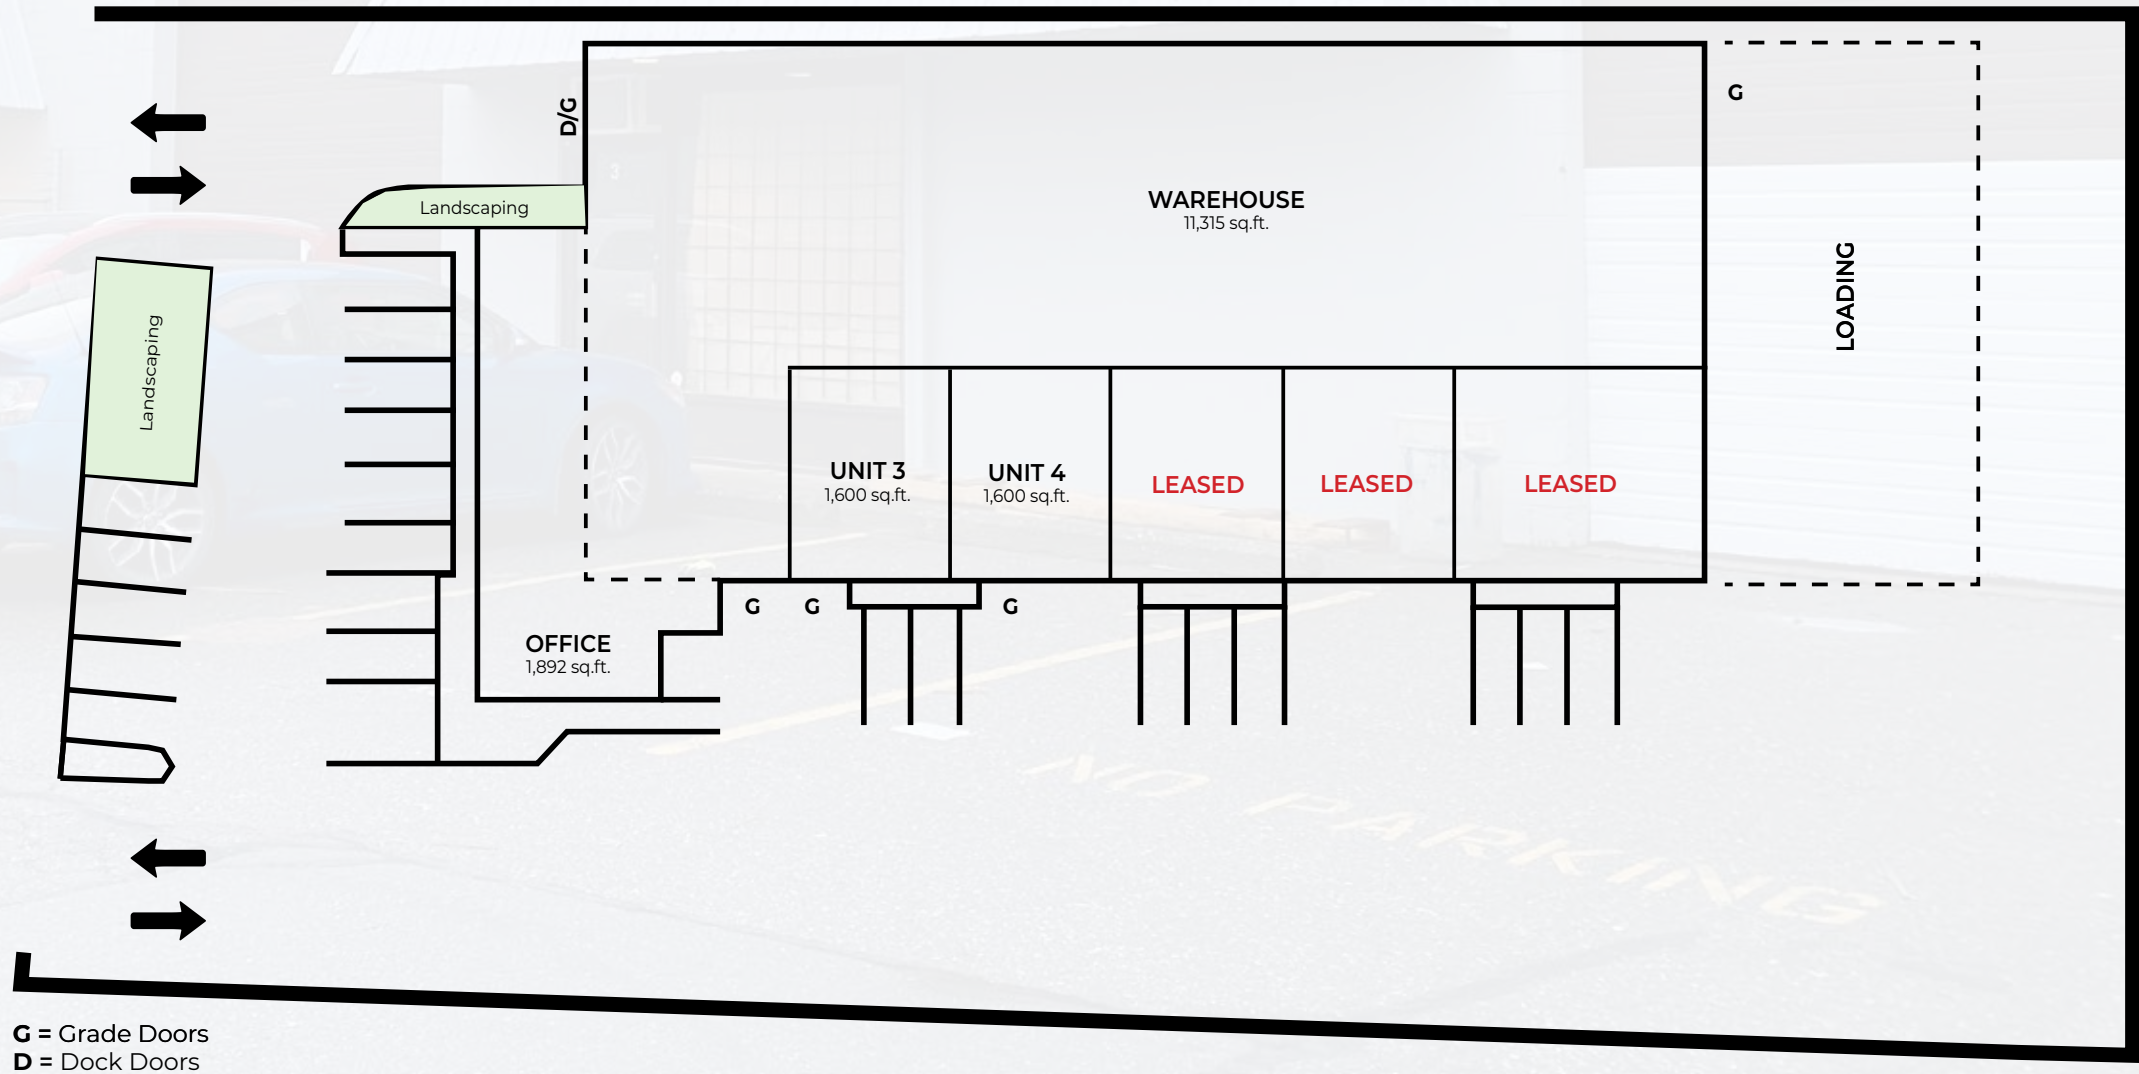 D/G
G
Landscaping
WAREHOUSE
11,315 sq.ft.
LOADING
Landscaping
UNIT 3
1,600 sq.ft.
UNIT 4
1,600 sq.ft.
LEASED
LEASED
LEASED
G
G
G
OFFICE
1,892 sq.ft.
3
NO PARKING
G = Grade Doors
D = Dock Doors